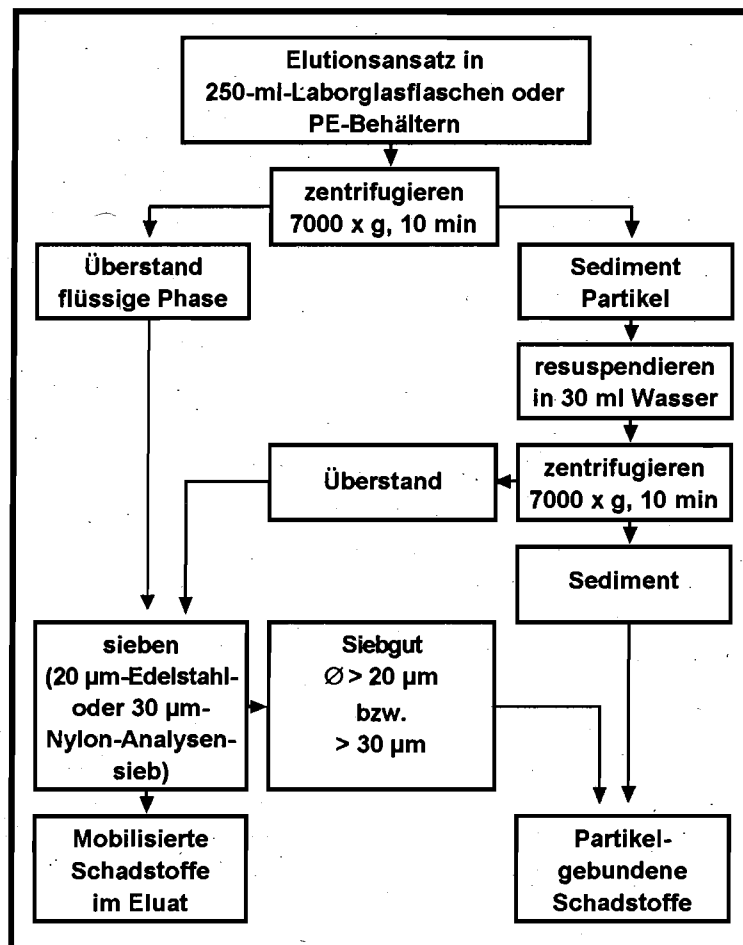 Elutionsansatz in
250-ml-Laborglasflaschen oder
PE-Behältern
zentrifugieren
7000 x g, 10 min
Überstand
flüssige Phase
Sediment
Partikel
resuspendieren
in 30 ml Wasser
Überstand
zentrifugieren
7000 x g, 10 min
Sediment
sieben
(20 µm-Edelstahl-
oder 30 µm-
Nylon-Analysen-
sieb)
Siebgut
Ø > 20 µm
bzw.
> 30 µm
Mobilisierte
Schadstoffe
im Eluat
Partikel-
gebundene
Schadstoffe